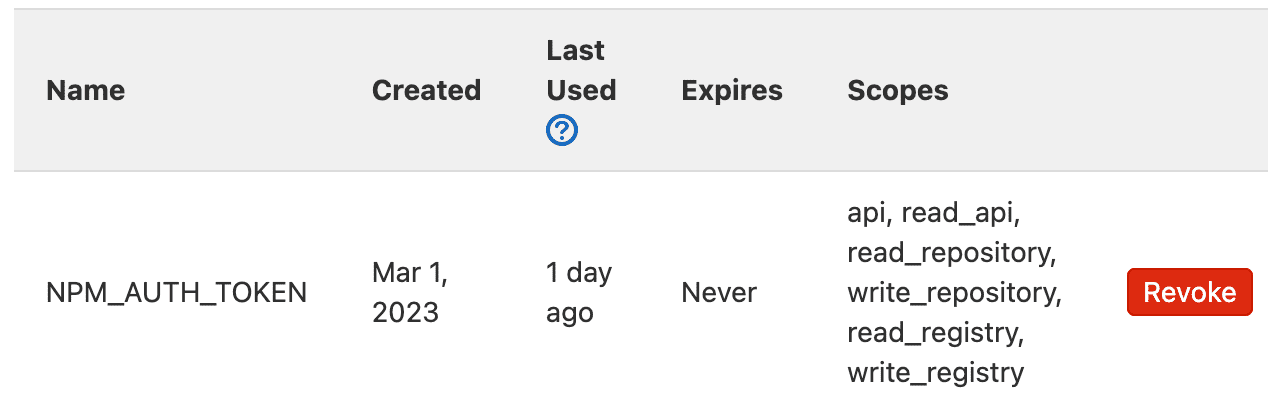 Name
Created
Last
Used
?
Expires
Scopes
NPM_AUTH_TOKEN
Mar 1,
2023
1 day
ago
Never
api, read_api,
read_repository,
write_repository,
read_registry,
write_registry
Revoke